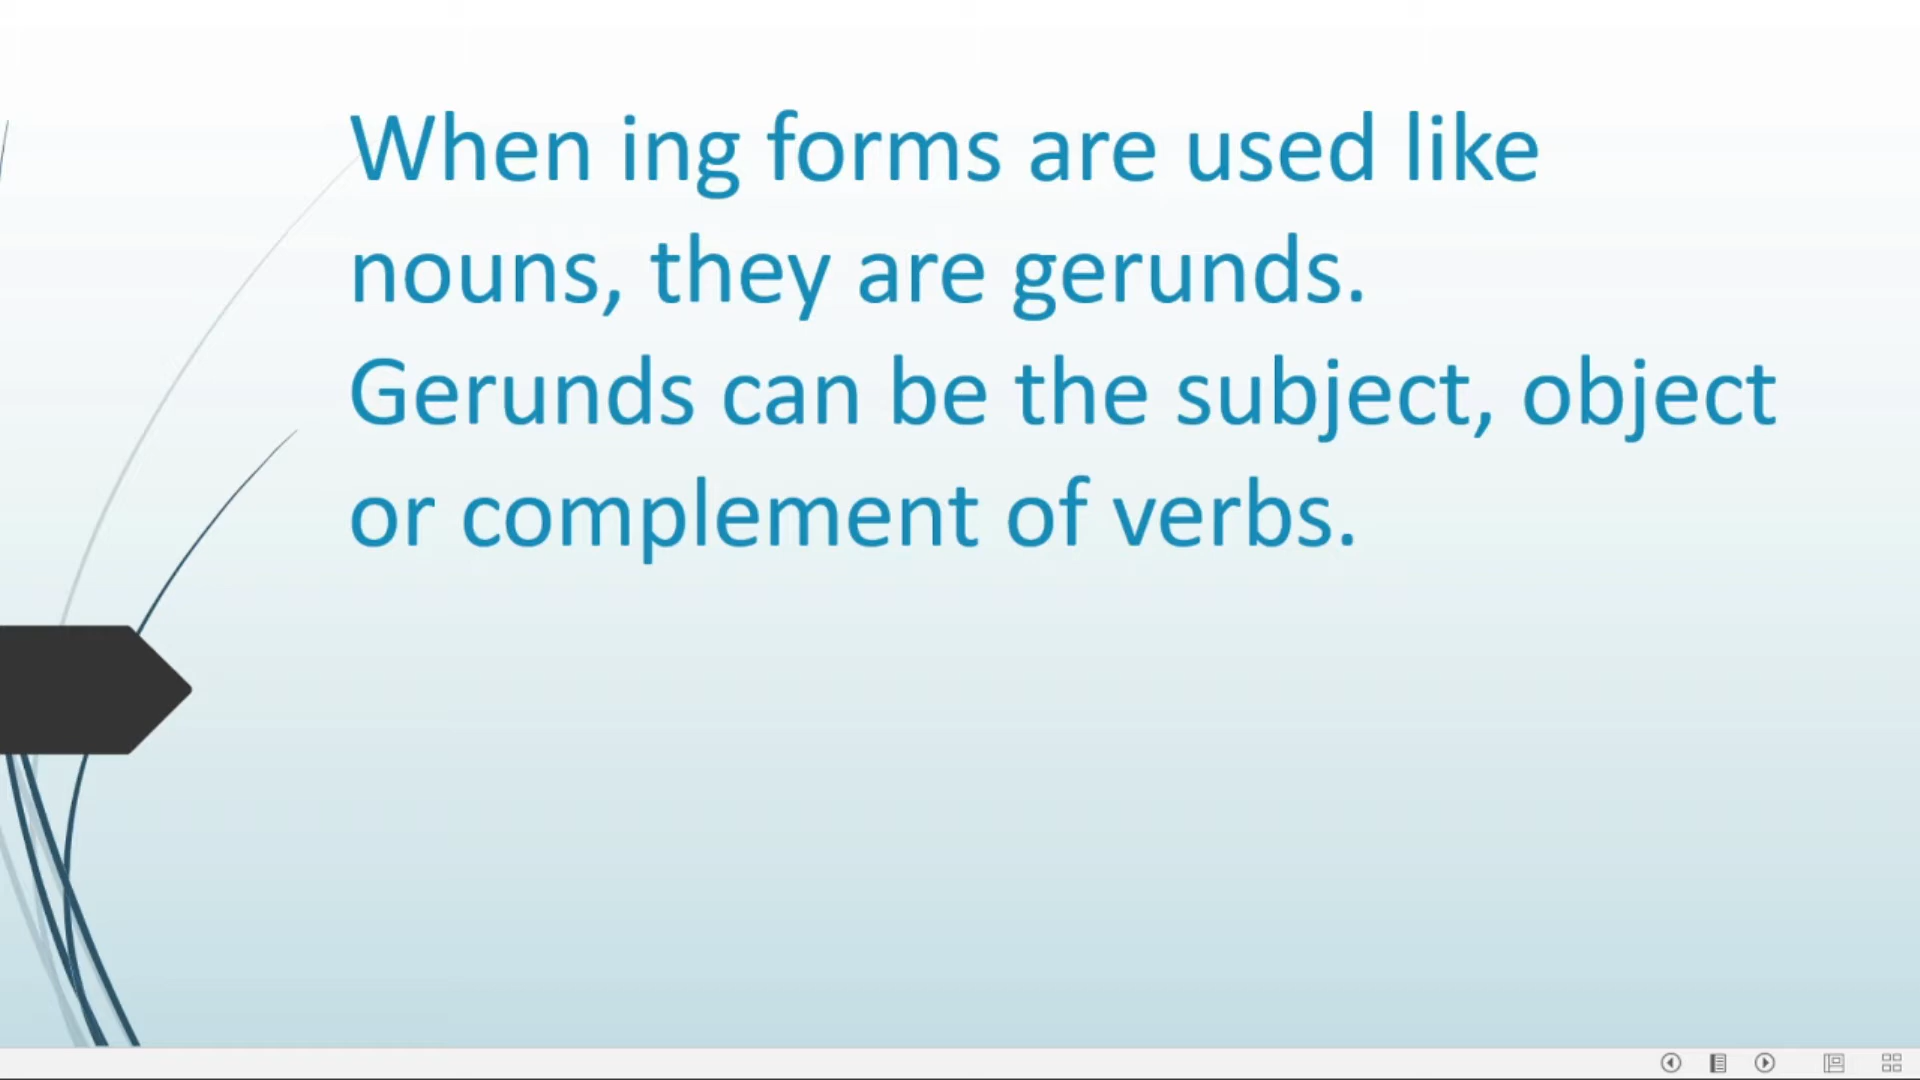 When ing forms are used like
nouns, they are gerunds.
Gerunds can be the subject, object
or complement of verbs.